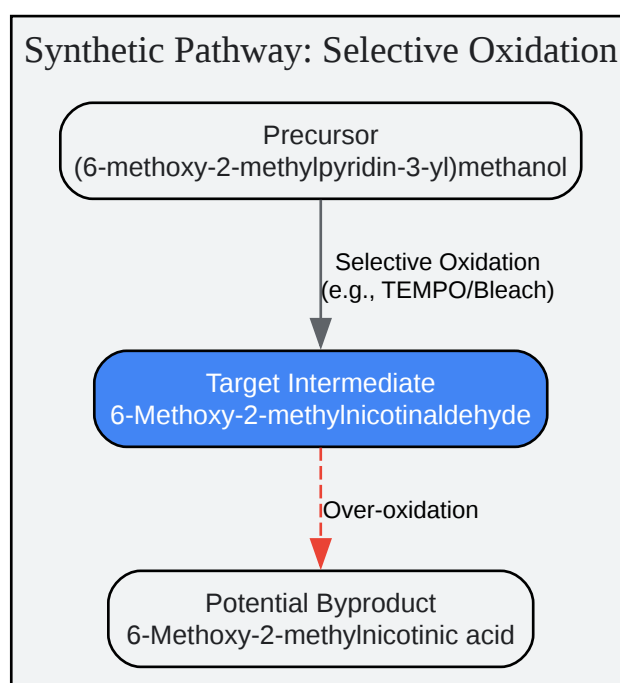 Synthetic Pathway: Selective Oxidation
Precursor
(6-methoxy-2-methylpyridin-3-yl)methanol
Selective Oxidation
(e.g., TEMPO/Bleach)
Target Intermediate
6-Methoxy-2-methylnicotinaldehyde
Over-oxidation
Potential Byproduct
6-Methoxy-2-methylnicotinic acid